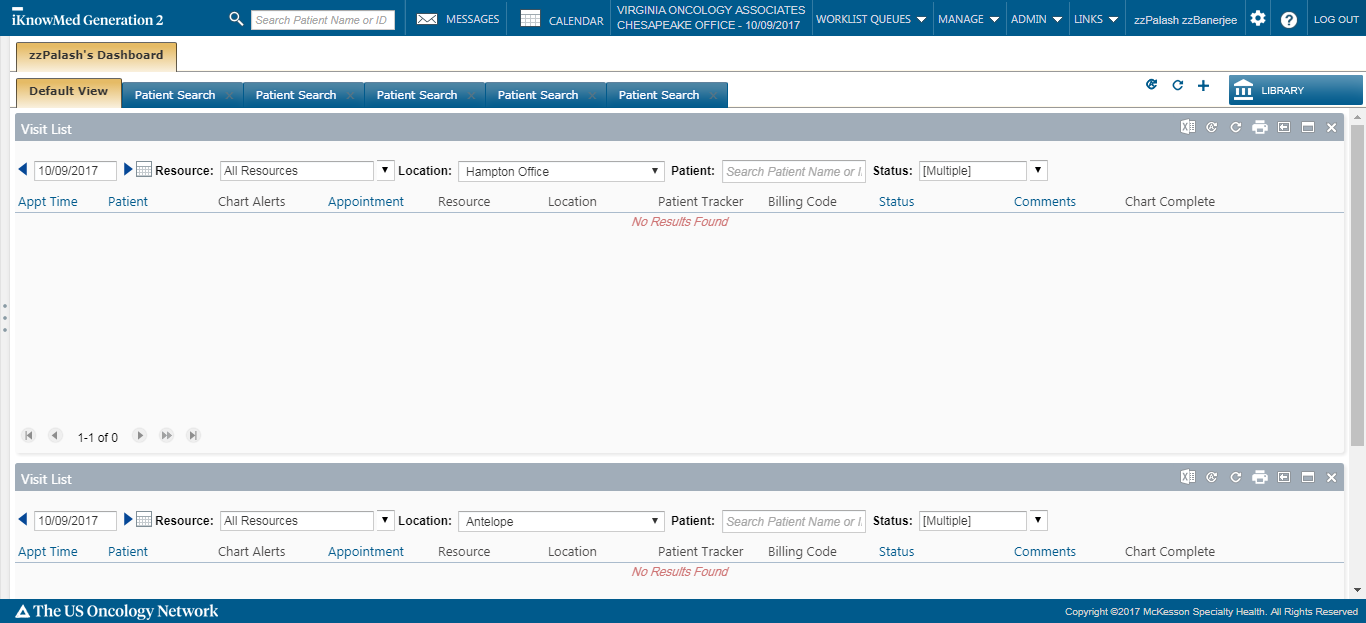 iKnowMed Generation 2
Search Patient Name or ID
MESSAGES
CALENDAR
VIRGINIA ONCOLOGY ASSOCIATES
CHESAPEAKE OFFICE - 10/09/2017
WORKLIST QUEUES
MANAGE
ADMIN
LINKS
zzPalash zzBanerjee
LOG OUT
zzPalash's Dashboard
Default View Patient Search Patient Search Patient Search Patient Search Patient Search
LIBRARY
Visit List
10/09/2017 Resource: All Resources Location: Hampton Office Patient: Search Patient Name or I Status: [Multiple]
Appt Time Patient Chart Alerts Appointment Resource Location Patient Tracker Billing Code Status Comments Chart Complete
No Results Found
1-1 of 0
Visit List
10/09/2017 Resource: All Resources Location: Antelope Patient: Search Patient Name or I Status: [Multiple]
Appt Time Patient Chart Alerts Appointment Resource Location Patient Tracker Billing Code Status Comments Chart Complete
No Results Found
The US Oncology Network
Copyright ©2017 McKesson Specialty Health. All Rights Reserved